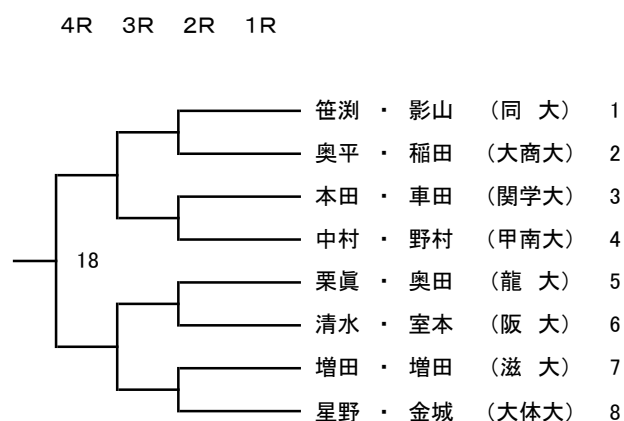 4R 3R 2R 1R
笹渕 ・ 影山 (同 大) 1
奥平 ・ 稲田 (大商大) 2
本田 ・ 車田 (関学大) 3
中村 ・ 野村 (甲南大) 4
18
栗眞 ・ 奥田 (龍 大) 5
清水 ・ 室本 (阪 大) 6
増田 ・ 増田 (滋 大) 7
星野 ・ 金城 (大体大) 8